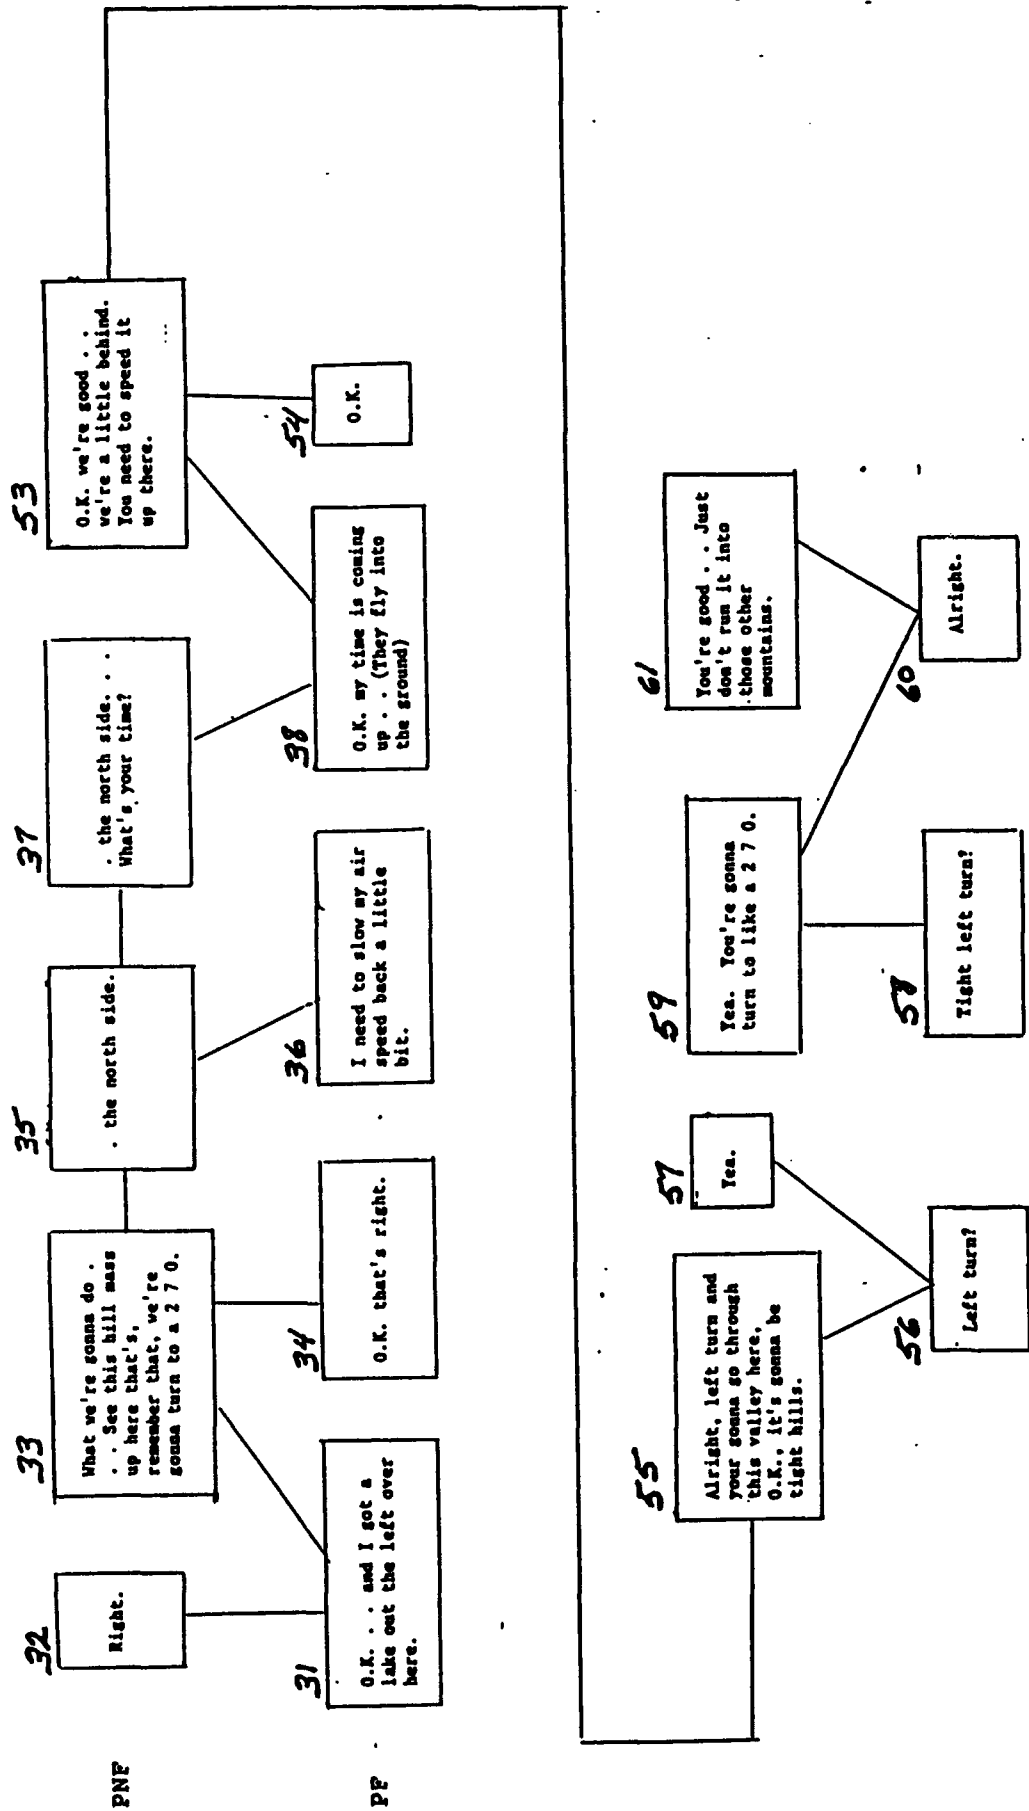 PNF
32
Right.
33
What we're gonna do .
. . See this hill mass
up here that's,
remember that, we're
gonna turn to a 2 7 0.
35
. the north side.
37
. the north side. . .
What's your time?
53
O.K. we're good . .
we're a little behind.
You need to speed it
up there.
PF
31
O.K. . . and I got a
lake out the left over
here.
34
O.K. that's right.
36
I need to slow my air
speed back a little
bit.
38
O.K. my time is coming
up . . (They fly into
the ground)
54
O.K.
55
Alright, left turn and
your gonna go through
this valley here,
O.K., it's gonna be
tight hills.
57
Yea.
59
Yea. You're gonna
turn to like a 2 7 0.
61
You're good . . Just
don't run it into
those other
mountains.
56
Left turn?
58
Tight left turn?
60
Alright.